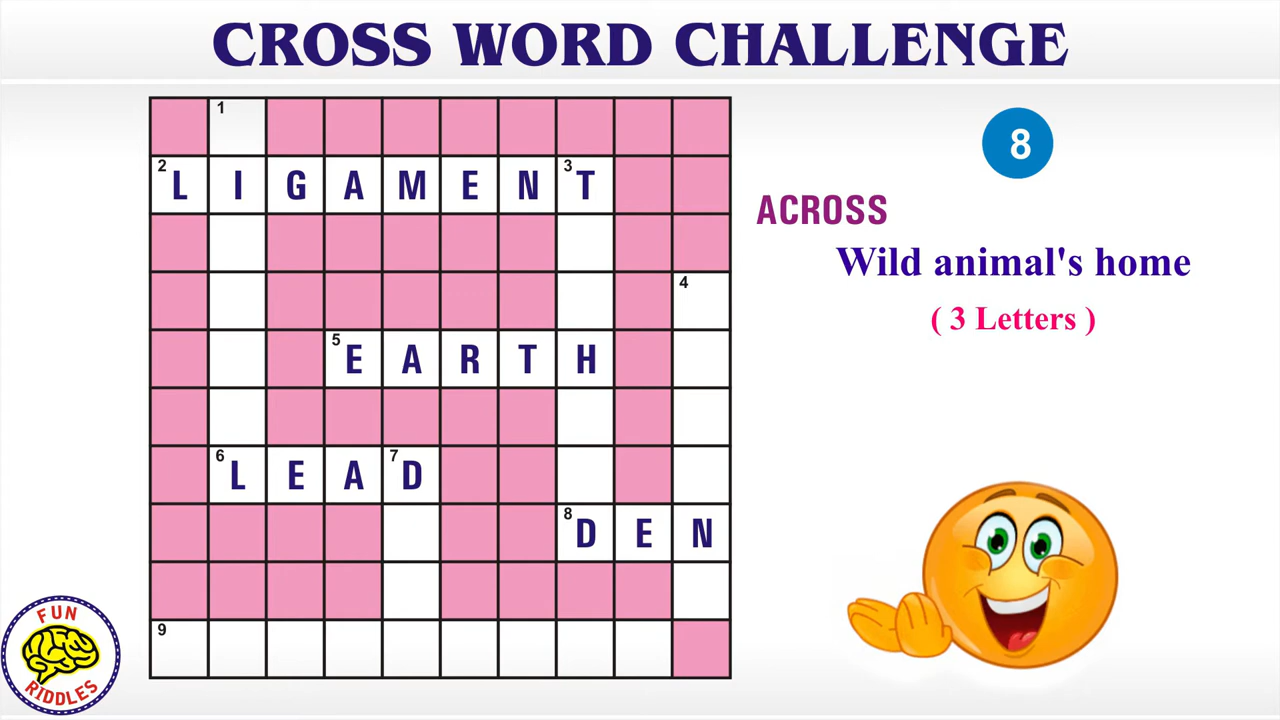 CROSS WORD CHALLENGE
1
2 L I G A M E N 3 T
4
5 E A R T H
6 L E A 7 D
8 D E N
9
8
ACROSS
Wild animal's home
( 3 Letters )
FUN
RIDDLES